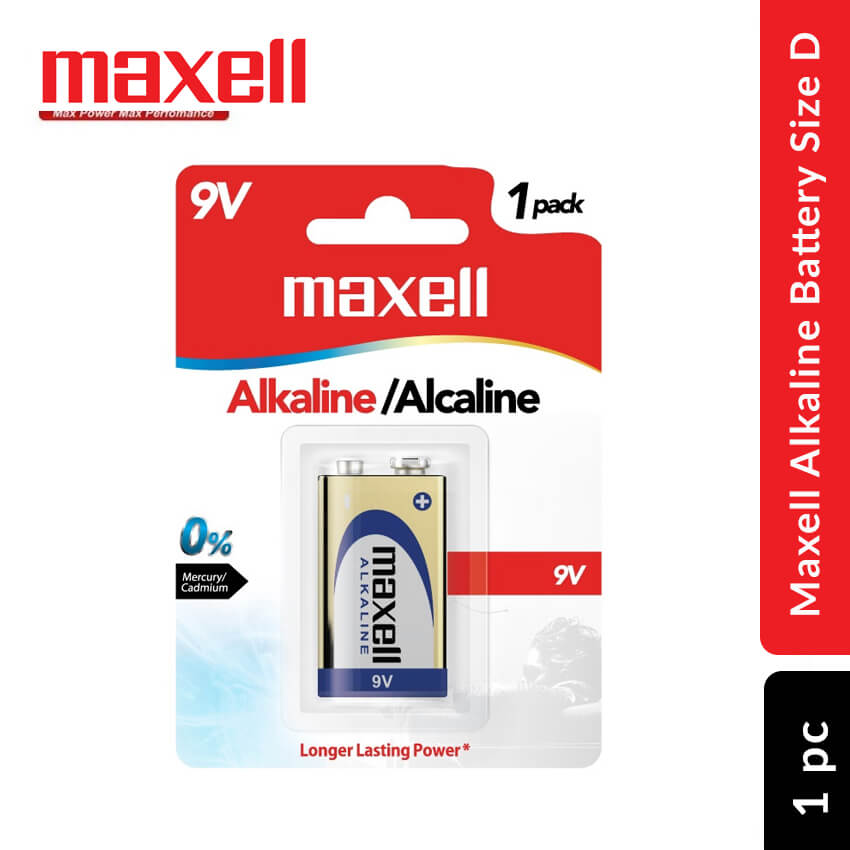 maxell
Max Power Max Perfomance
9V
1 pack
maxell
Alkaline/Alcaline
0%
Mercury/
Cadmium
maxell
ALKALINE
9V
9V
Longer Lasting Power*
Maxell Alkaline Battery Size D
1 pc